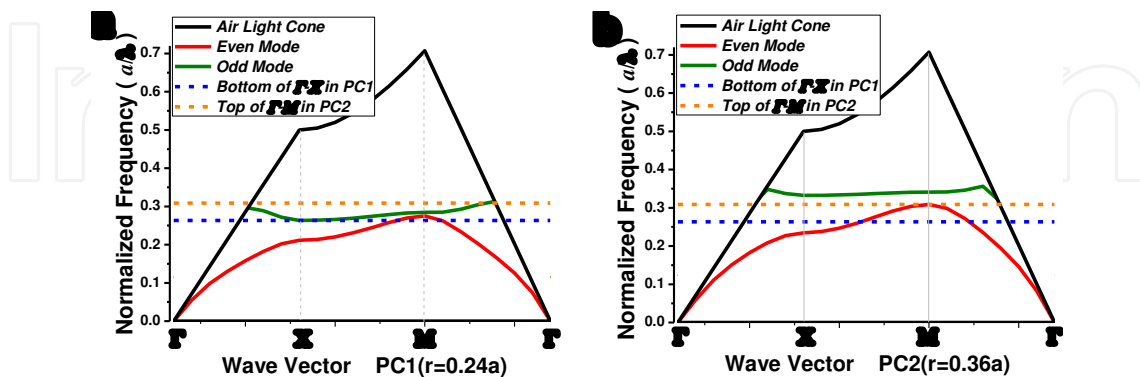 Air Light Cone
Even Mode
Odd Mode
Bottom of Γ-X in PC1
Top of Γ-M in PC2
Normalized Frequency ( a/λ )
0.7
0.6
0.5
0.4
0.3
0.2
0.1
0.0
Γ
X
M
Γ
Wave Vector PC1(r=0.24a)
b
Air Light Cone
Even Mode
Odd Mode
Bottom of Γ-X in PC1
Top of Γ-M in PC2
Normalized Frequency ( a/λ )
0.7
0.6
0.5
0.4
0.3
0.2
0.1
0.0
Γ
X
M
Γ
Wave Vector PC2(r=0.36a)